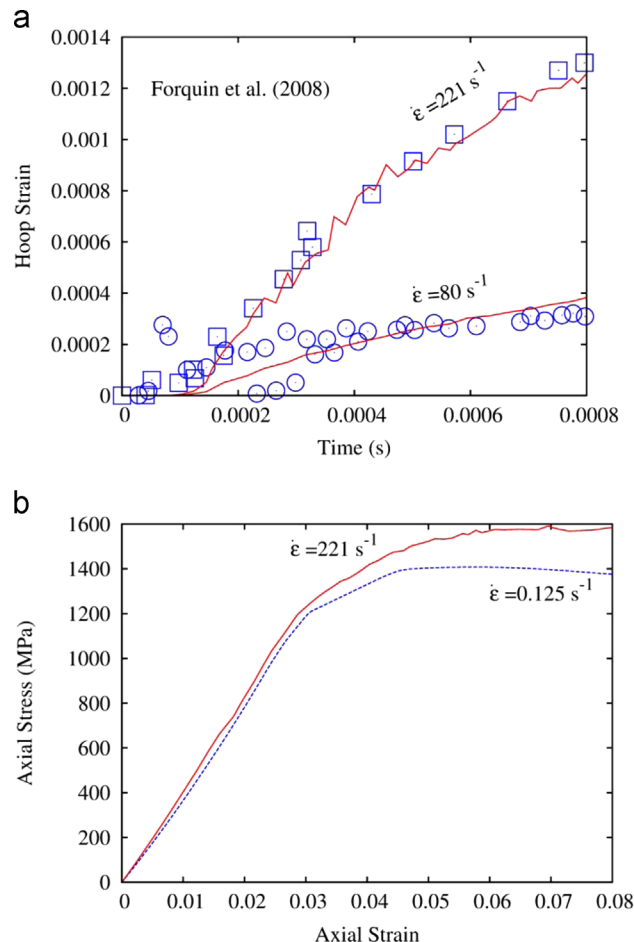 a
0.0014
0.0012
0.001
0.0008
0.0006
0.0004
0.0002
0
Hoop Strain
Forquin et al. (2008)
ε̇ =221 s⁻¹
ε̇ =80 s⁻¹
0 0.0002 0.0004 0.0006 0.0008
Time (s)
b
1600
1400
1200
1000
800
600
400
200
0
Axial Stress (MPa)
ε̇ =221 s⁻¹
ε̇ =0.125 s⁻¹
0 0.01 0.02 0.03 0.04 0.05 0.06 0.07 0.08
Axial Strain